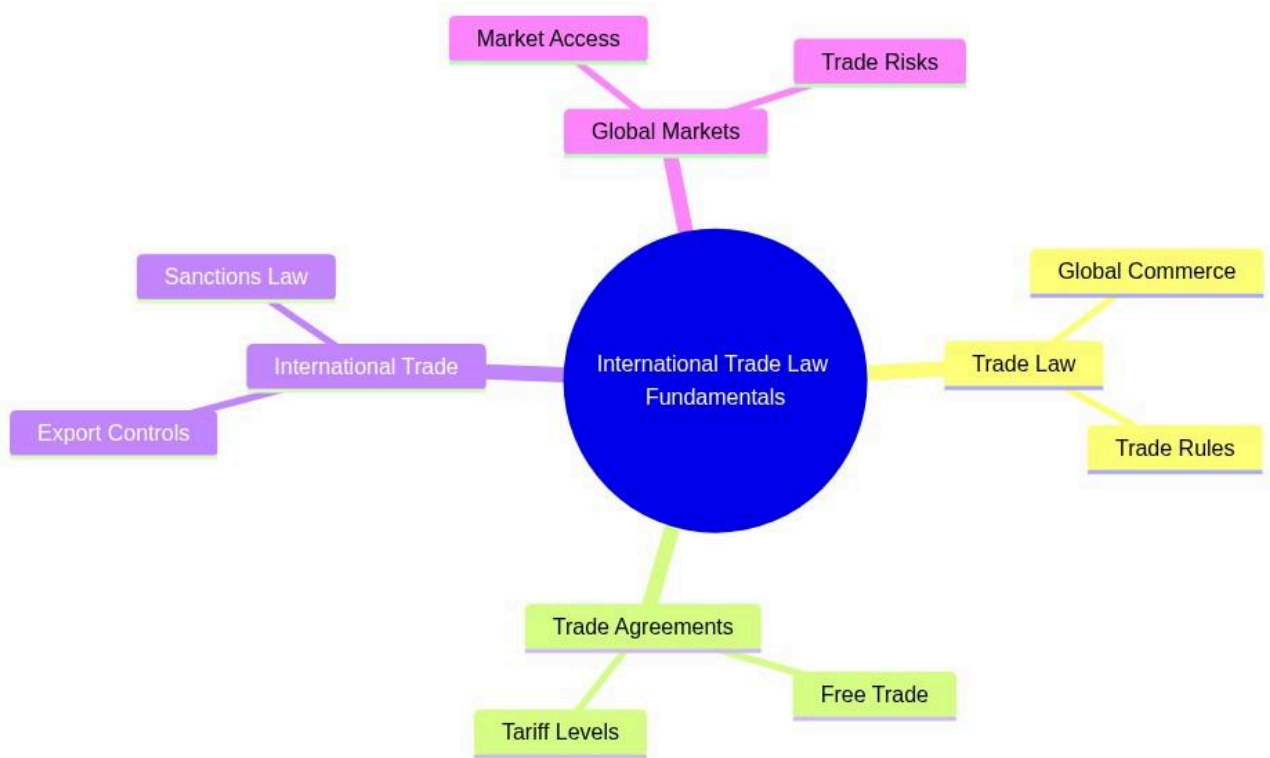 Market Access
Trade Risks
Global Markets
Sanctions Law
Global Commerce
International Trade
International Trade Law
Fundamentals
Trade Law
Export Controls
Trade Rules
Trade Agreements
Free Trade
Tariff Levels